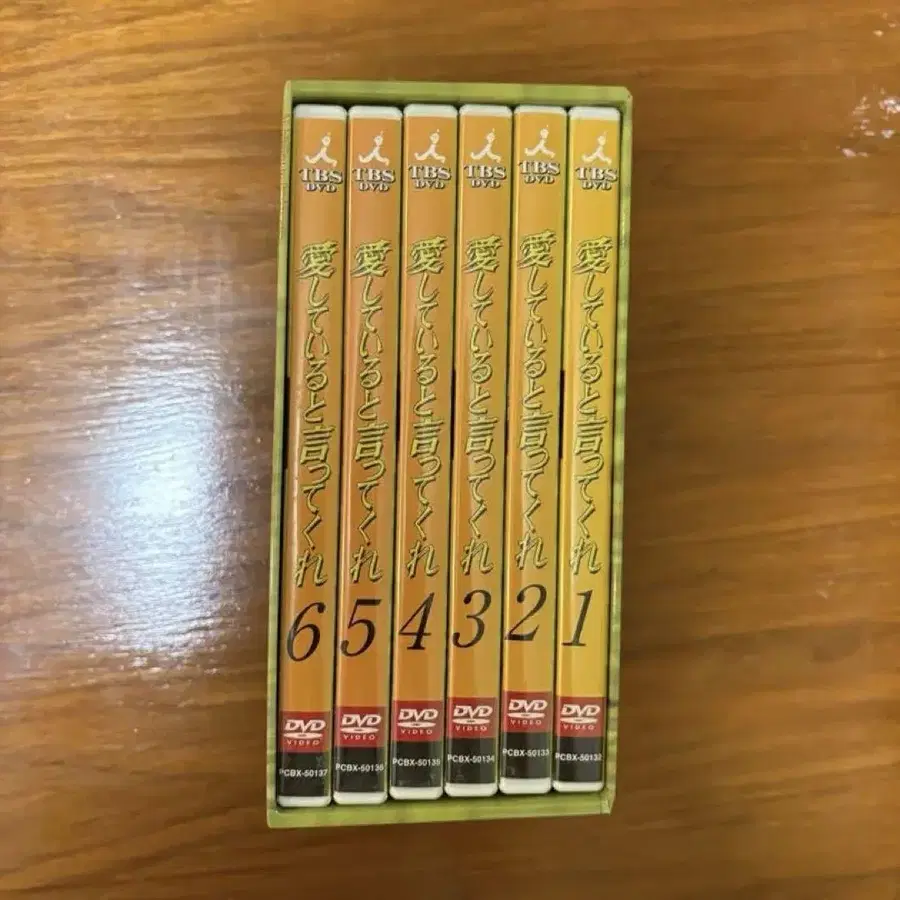 TBS
DVD
愛していると言ってくれ
6
DVD
VIDEO
PCBX-50137
TBS
DVD
愛していると言ってくれ
5
DVD
VIDEO
PCBX-50136
TBS
DVD
愛していると言ってくれ
4
DVD
VIDEO
PCBX-50135
TBS
DVD
愛していると言ってくれ
3
DVD
VIDEO
PCBX-50134
TBS
DVD
愛していると言ってくれ
2
DVD
VIDEO
PCBX-50133
TBS
DVD
愛していると言ってくれ
1
DVD
VIDEO
PCBX-50132